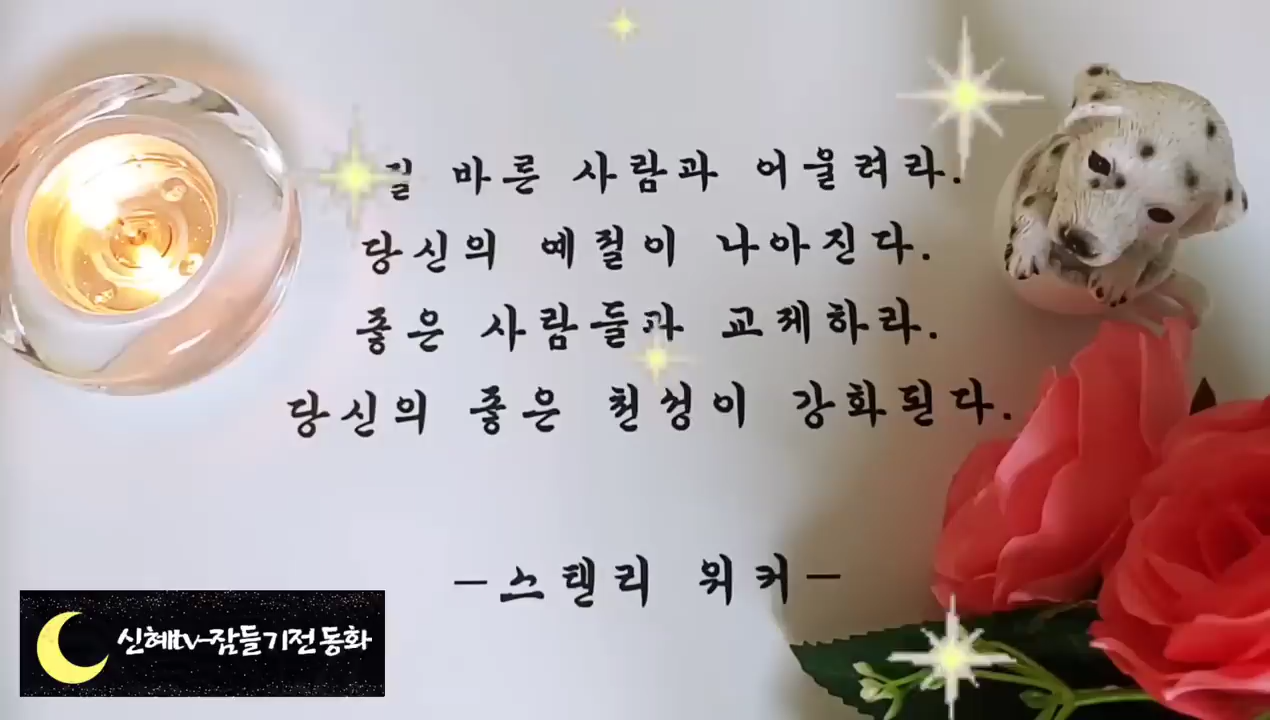 바른 사람과 어울려라.
당신의 예절이 나아진다.
좋은 사람들과 교제하라.
당신의 좋은 천성이 강화된다.
-스탠리 워커-
신혜tv-잠들기전동화